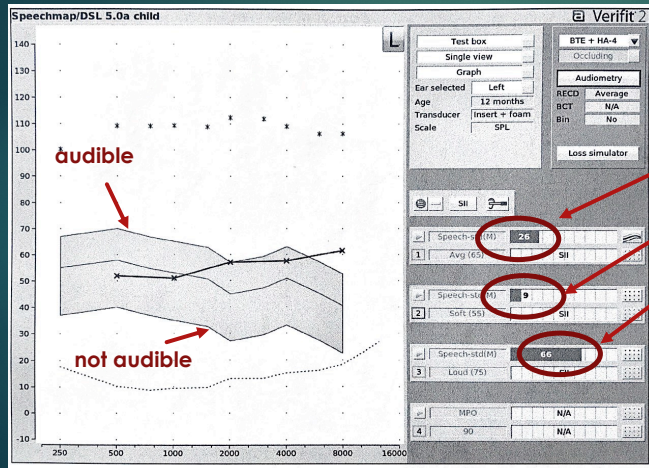 Speechmap/DSL 5.0a child
Verifit 2
L
140
130
120
110
100
90
80
70
60
50
40
30
20
10
0
-10
250
500
1000
2000
4000
8000
16000
audible
not audible
Test box
Single view
Graph
Ear selected Left
Age 12 months
Transducer Insert + foam
Scale SPL
BTE + HA-4
Occluding
Audiometry
RECD Average
BCT N/A
Bin No
Loss simulator
SII
Speech-std(M) 26
1 Avg (65) SII
Speech-std(M) 9
2 Soft (55) SII
Speech-std(M) 66
3 Loud (75) SII
MPO N/A
4 90 N/A